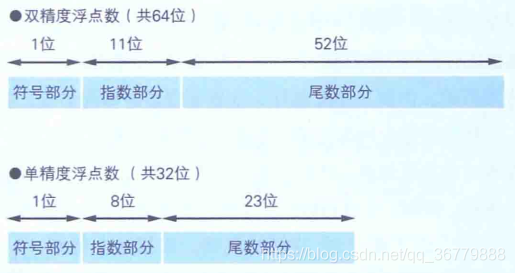 ●双精度浮点数（共64位）
1位 11位 52位
符号部分 指数部分 尾数部分
●单精度浮点数（共32位）
1位 8位 23位
符号部分 指数部分 尾数部分
https://blog.csdn.net/qq_36779888